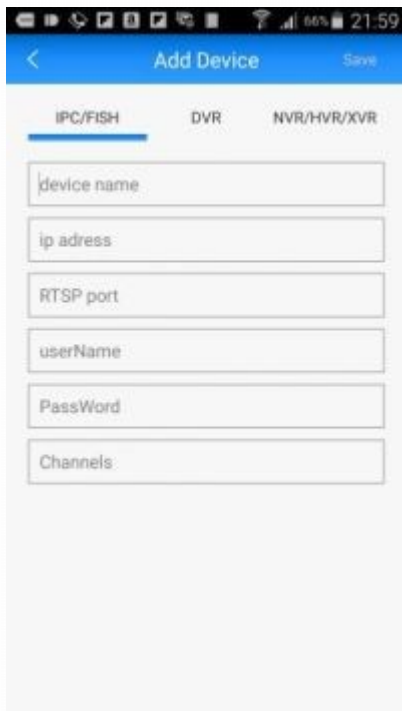 66% 21:59
Add Device Save
IPC/FISH DVR NVR/HVR/XVR
device name
ip adress
RTSP port
userName
PassWord
Channels